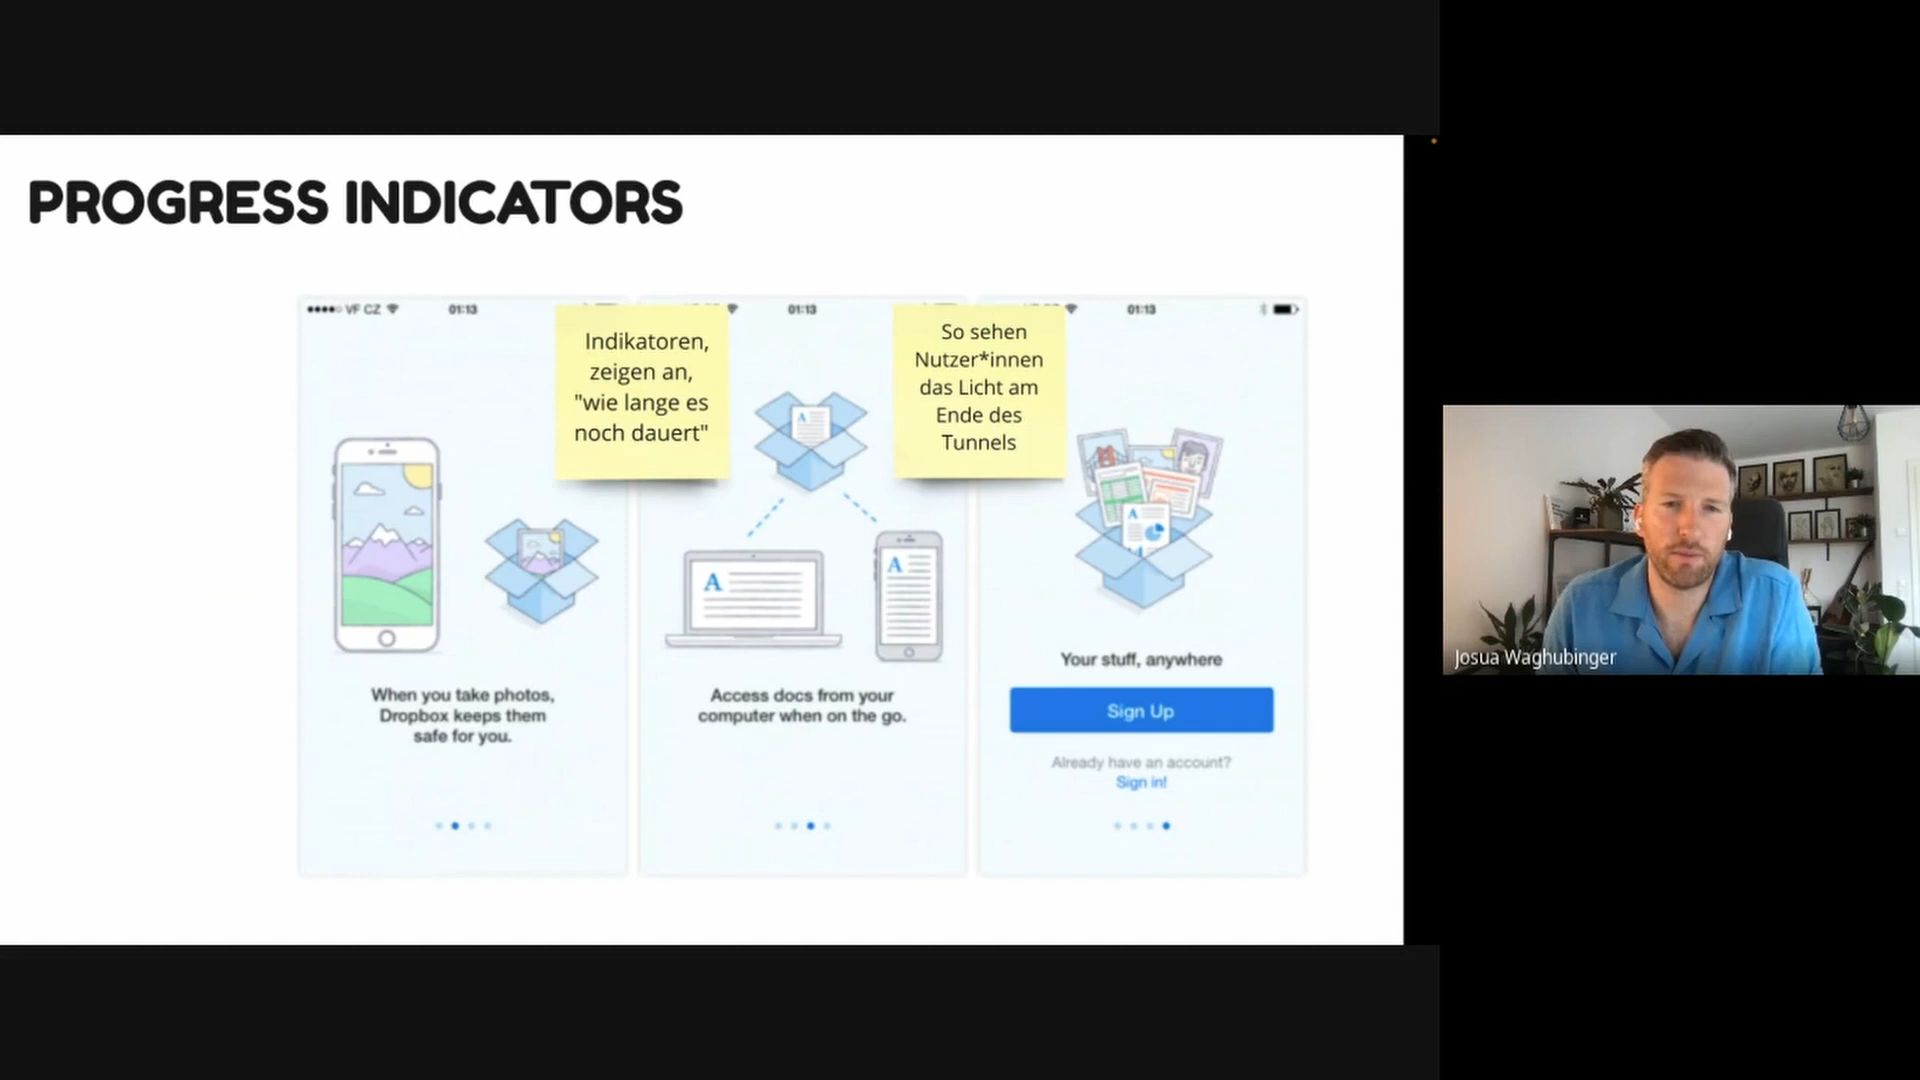 PROGRESS INDICATORS
VF CZ 01:13
01:13
01:13
Indikatoren,
zeigen an,
"wie lange es
noch dauert"
So sehen
Nutzer*innen
das Licht am
Ende des
Tunnels
A
A
A
A
When you take photos,
Dropbox keeps them
safe for you.
Access docs from your
computer when on the go.
Your stuff, anywhere
Sign Up
Already have an account?
Sign in!
Josua Waghubinger